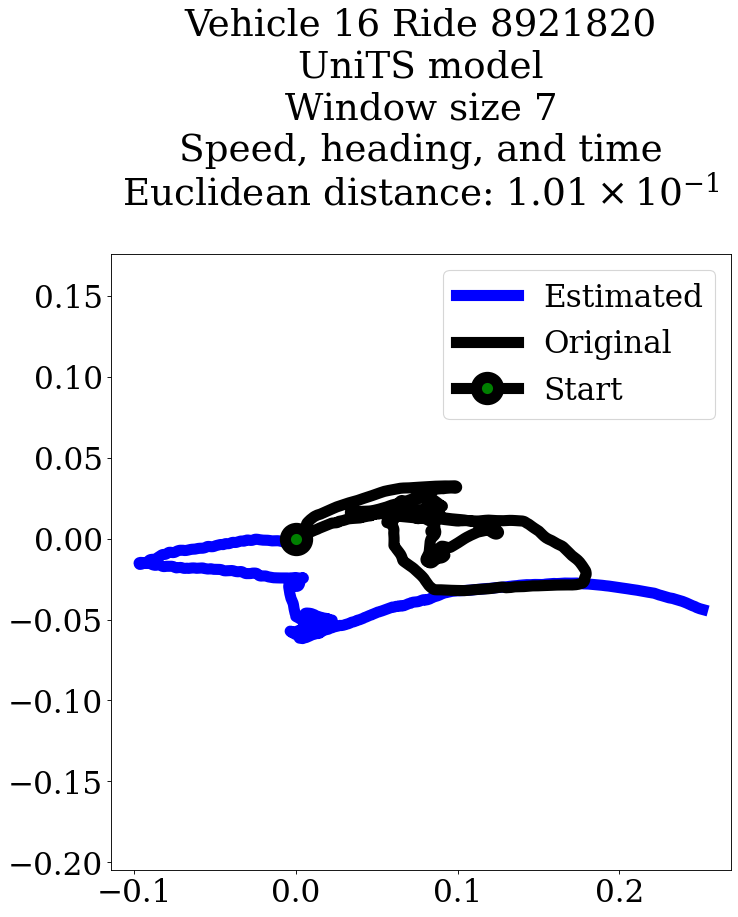 Vehicle 16 Ride 8921820
UniTS model
Window size 7
Speed, heading, and time
Euclidean distance: 1.01 × 10⁻¹
Estimated
Original
Start
0.15
0.10
0.05
0.00
−0.05
−0.10
−0.15
−0.20
−0.1 0.0 0.1 0.2